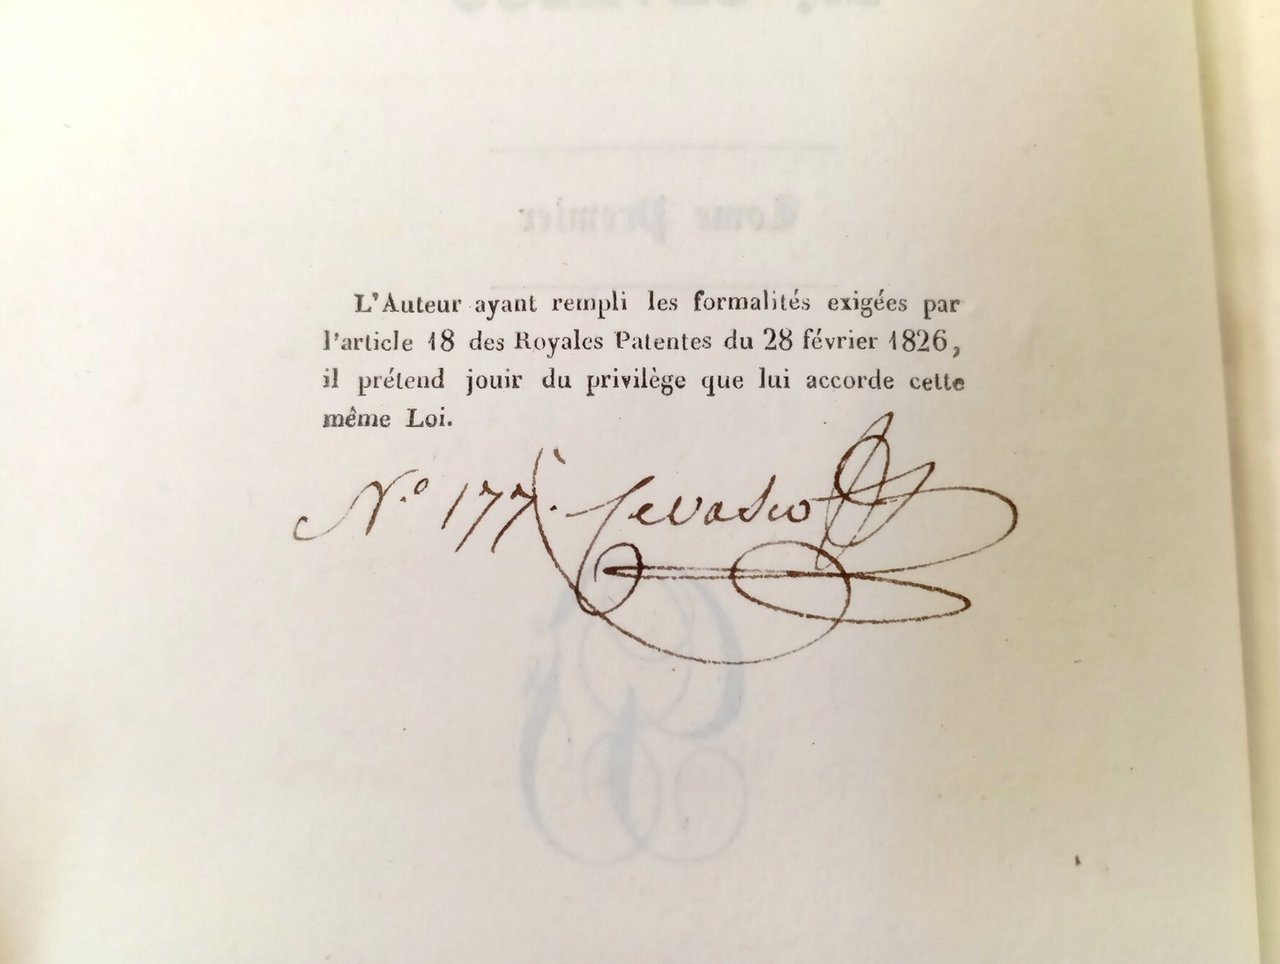 L'Auteur ayant rempli les formalités exigées par
l'article 18 des Royales Patentes du 28 février 1826,
il prétend jouir du privilège que lui accorde cette
même Loi.
N.º 177. Cevasco
Tome Premier